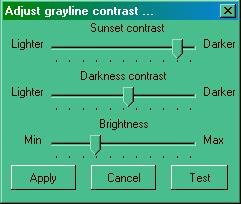 Adjust grayline contrast ...
Sunset contrast
Lighter Darker
Darkness contrast
Lighter Darker
Brightness
Min Max
Apply Cancel Test